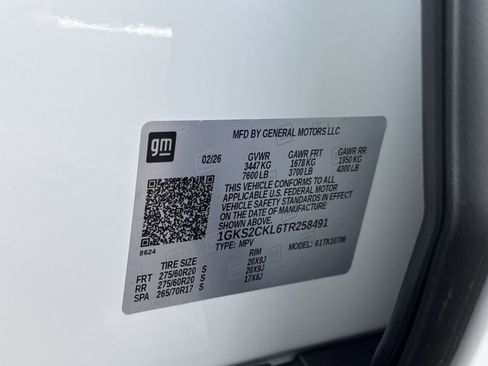 gm
MFD BY GENERAL MOTORS LLC
02/26 GVWR GAWR FRT GAWR RR
3447 KG 1678 KG 1950 KG
7600 LB 3700 LB 4300 LB
THIS VEHICLE CONFORMS TO ALL
APPLICABLE U.S. FEDERAL MOTOR
VEHICLE SAFETY STANDARDS IN EFFECT
ON THE DATE OF MANUFACTURE
1GKS2CKL6TR258491
TYPE: MPV MODEL: 61TK10706
8624
TIRE SIZE RIM
FRT 275/60R20 S 20X9J
RR 275/60R20 S 20X9J
SPA 265/70R17 S 17X8J